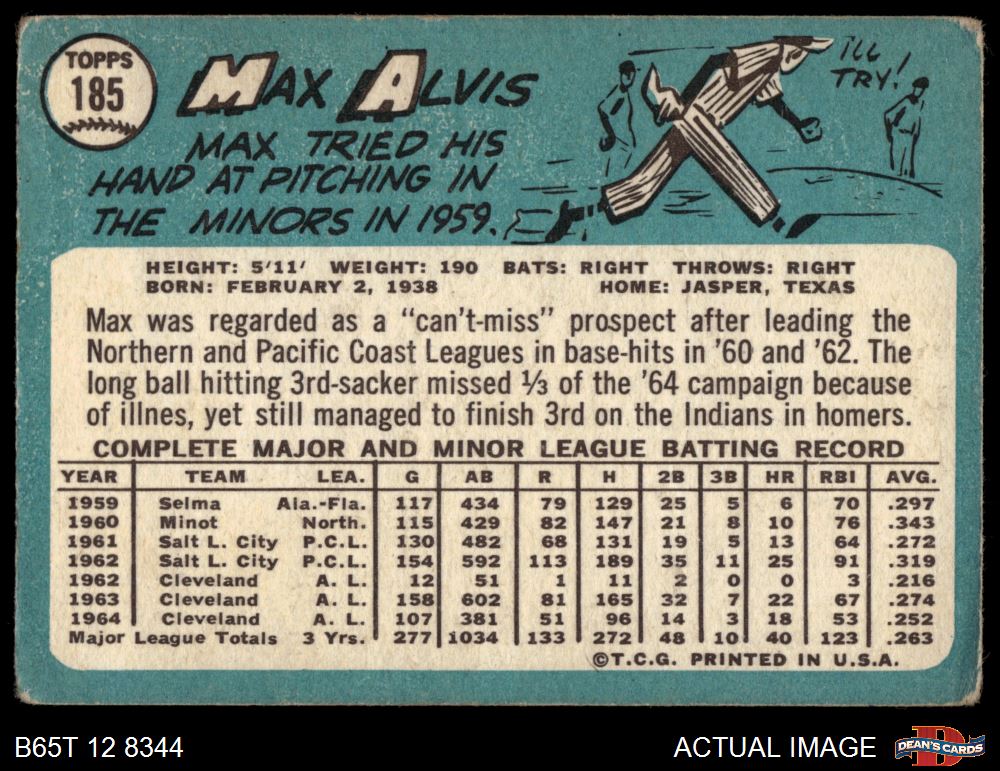 TOPPS
185
MAX ALVIS
I'LL
TRY!
MAX TRIED HIS
HAND AT PITCHING IN
THE MINORS IN 1959.
HEIGHT: 5'11' WEIGHT: 190 BATS: RIGHT THROWS: RIGHT
BORN: FEBRUARY 2, 1938 HOME: JASPER, TEXAS
Max was regarded as a "can't-miss" prospect after leading the
Northern and Pacific Coast Leagues in base-hits in '60 and '62. The
long ball hitting 3rd-sacker missed ⅓ of the '64 campaign because
of illnes, yet still managed to finish 3rd on the Indians in homers.
COMPLETE MAJOR AND MINOR LEAGUE BATTING RECORD
YEAR TEAM LEA. G AB R H 2B 3B HR RBI AVG.
1959 Selma Ala.-Fla. 117 434 79 129 25 5 6 70 .297
1960 Minot North. 115 429 82 147 21 8 10 76 .343
1961 Salt L. City P.C.L. 130 482 68 131 19 5 13 64 .272
1962 Salt L. City P.C.L. 154 592 113 189 35 11 25 91 .319
1962 Cleveland A. L. 12 51 1 11 2 0 0 3 .216
1963 Cleveland A. L. 158 602 81 165 32 7 22 67 .274
1964 Cleveland A. L. 107 381 51 96 14 3 18 53 .252
Major League Totals 3 Yrs. 277 1034 133 272 48 10 40 123 .263
©T.C.G. PRINTED IN U.S.A.
B65T 12 8344 ACTUAL IMAGE
D
DEAN'S CARDS